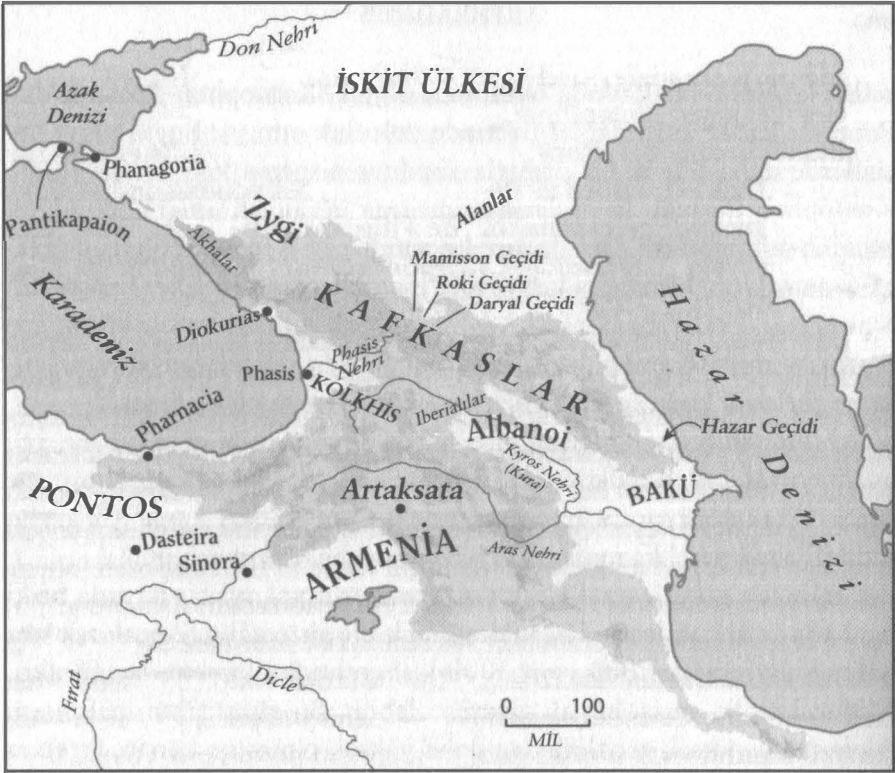 Don Nehri
İSKİT ÜLKESİ
Azak
Denizi
Phanagoria
Pantikapaion
Zygi
Alanlar
Akhalar
Mamisson Geçidi
Roki Geçidi
Daryal Geçidi
Karadeniz
KAFKASLAR
Hazar Denizi
Diokurias
Phasis
Nehri
Phasis
KOLKHİS
Iberialılar
Albanoi
Hazar Geçidi
Pharnacia
Kyros Nehri
(Kura)
BAKÜ
PONTOS
Artaksata
Dasteira
Sinora
ARMENİA
Aras Nehri
Fırat
Dicle
0 100
MİL